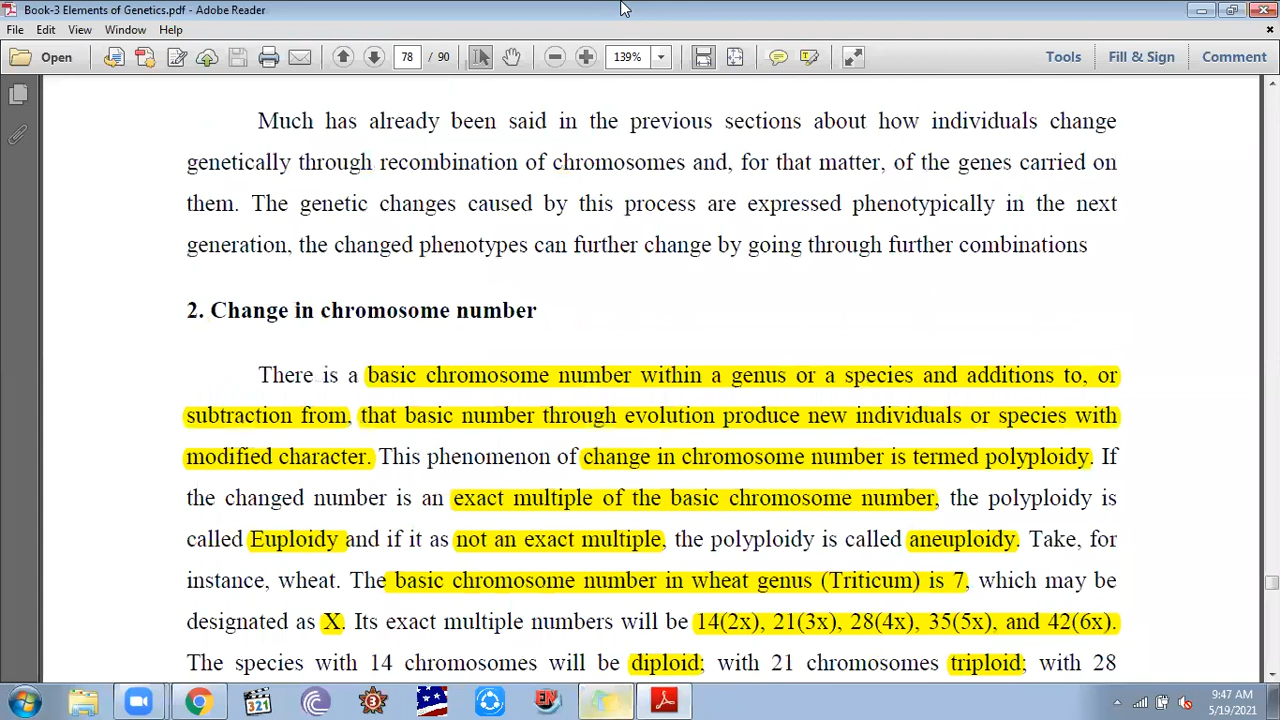 Book-3 Elements of Genetics.pdf - Adobe Reader
File Edit View Window Help
Open 78 / 90 139% Tools Fill & Sign Comment
Much has already been said in the previous sections about how individuals change
genetically through recombination of chromosomes and, for that matter, of the genes carried on
them. The genetic changes caused by this process are expressed phenotypically in the next
generation, the changed phenotypes can further change by going through further combinations
2. Change in chromosome number
There is a basic chromosome number within a genus or a species and additions to, or
subtraction from, that basic number through evolution produce new individuals or species with
modified character. This phenomenon of change in chromosome number is termed polyploidy. If
the changed number is an exact multiple of the basic chromosome number, the polyploidy is
called Euploidy and if it as not an exact multiple, the polyploidy is called aneuploidy. Take, for
instance, wheat. The basic chromosome number in wheat genus (Triticum) is 7, which may be
designated as X. Its exact multiple numbers will be 14(2x), 21(3x), 28(4x), 35(5x), and 42(6x).
The species with 14 chromosomes will be diploid; with 21 chromosomes triploid; with 28
321 3 EN
9:47 AM
5/19/2021